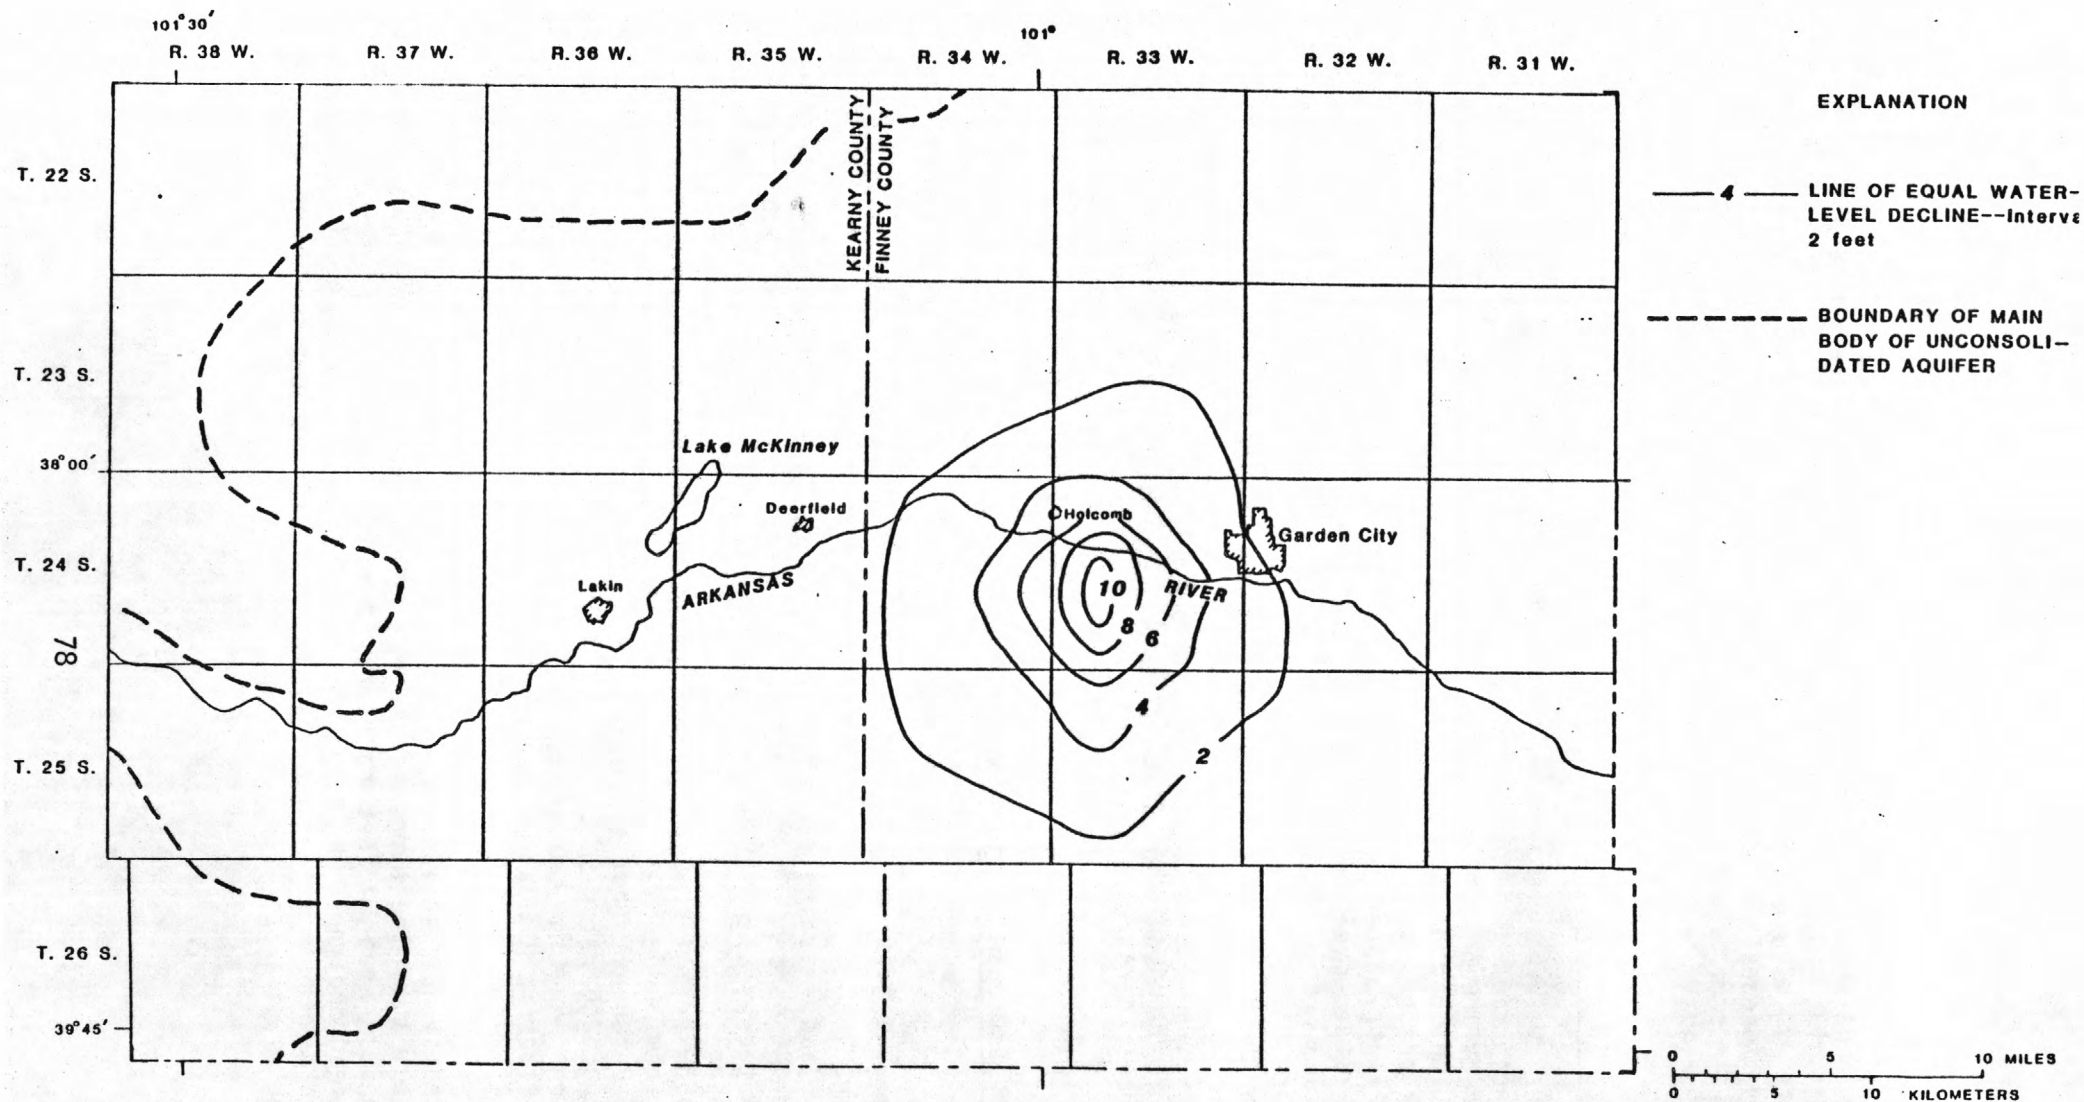 101°30′
101°
R. 38 W. R. 37 W. R. 36 W. R. 35 W. R. 34 W. R. 33 W. R. 32 W. R. 31 W.
EXPLANATION
KEARNY COUNTY
FINNEY COUNTY
T. 22 S.
4 LINE OF EQUAL WATER-
LEVEL DECLINE--Interva
2 feet
BOUNDARY OF MAIN
BODY OF UNCONSOLI-
DATED AQUIFER
T. 23 S.
38°00′
Lake McKinney
Deerfield
Holcomb
Garden City
T. 24 S.
Lakin
ARKANSAS
RIVER
10
8
6
4
2
78
T. 25 S.
T. 26 S.
39°45′
0 5 10 MILES
0 5 10 KILOMETERS